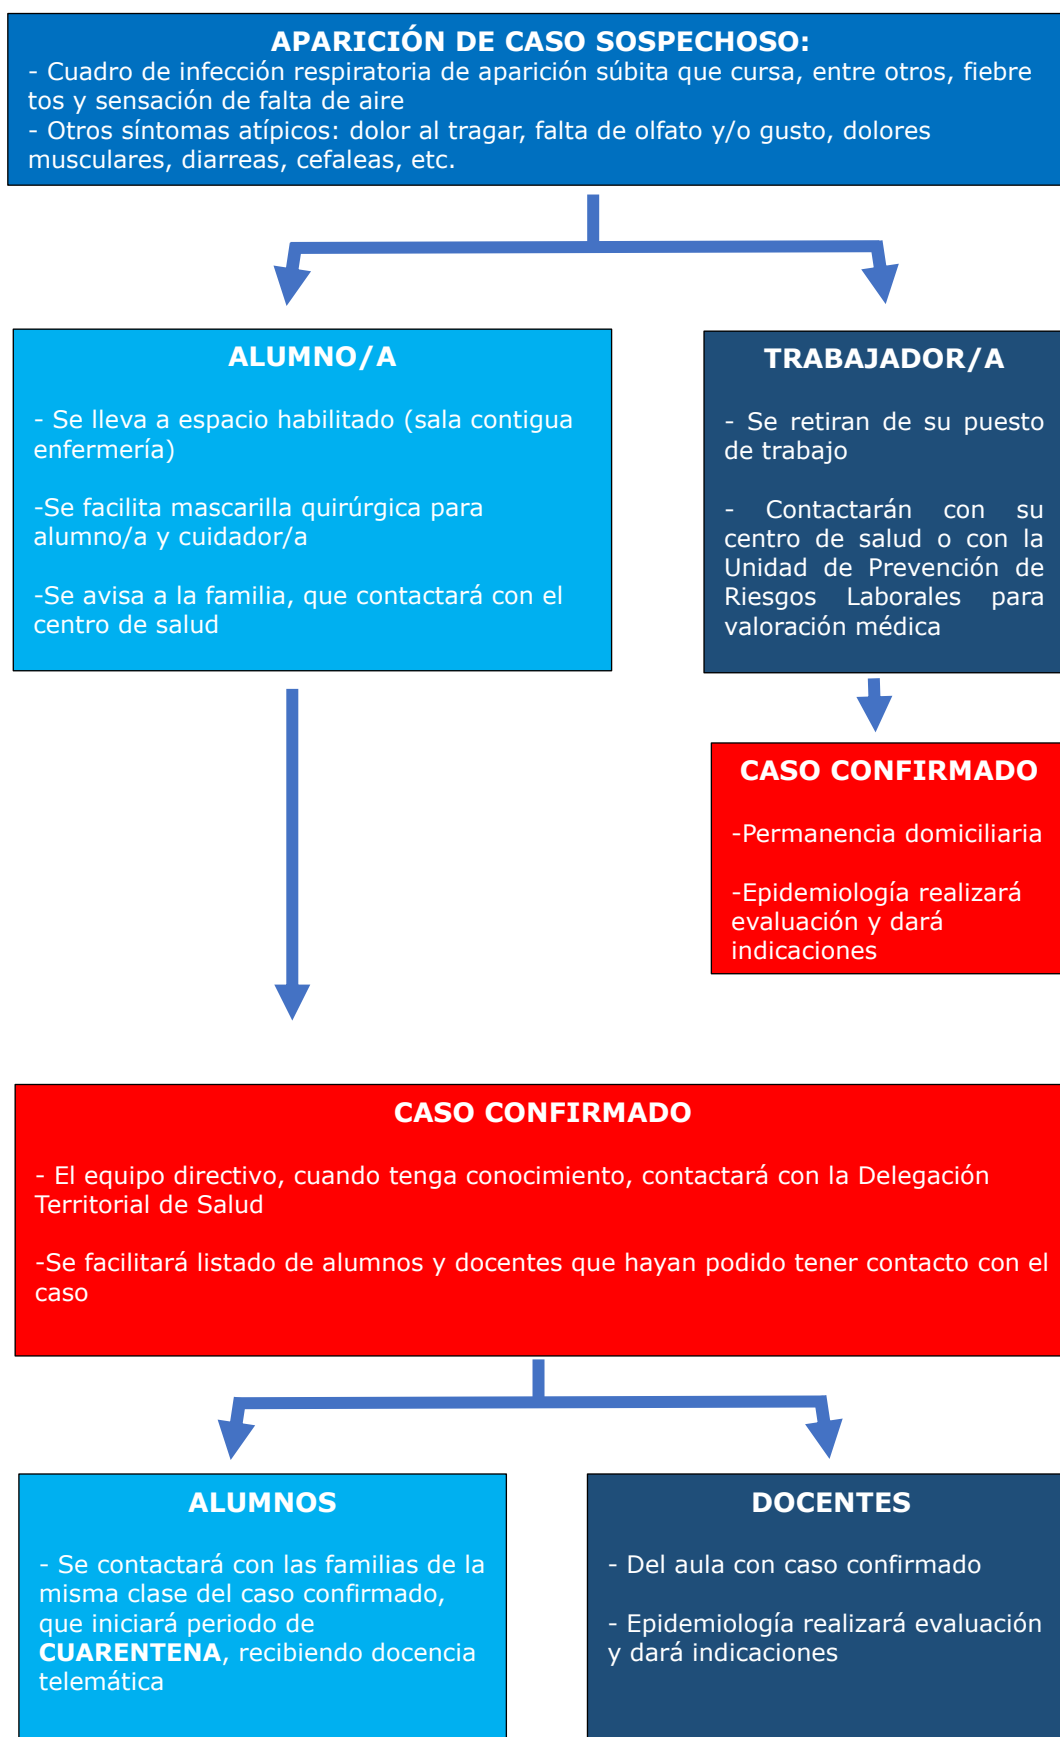 APARICIÓN DE CASO SOSPECHOSO:
- Cuadro de infección respiratoria de aparición súbita que cursa, entre otros, fiebre
tos y sensación de falta de aire
- Otros síntomas atípicos: dolor al tragar, falta de olfato y/o gusto, dolores
musculares, diarreas, cefaleas, etc.
ALUMNO/A
- Se lleva a espacio habilitado (sala contigua
enfermería)
-Se facilita mascarilla quirúrgica para
alumno/a y cuidador/a
-Se avisa a la familia, que contactará con el
centro de salud
TRABAJADOR/A
- Se retiran de su puesto
de trabajo
- Contactarán con su
centro de salud o con la
Unidad de Prevención de
Riesgos Laborales para
valoración médica
CASO CONFIRMADO
-Permanencia domiciliaria
-Epidemiología realizará
evaluación y dará
indicaciones
CASO CONFIRMADO
- El equipo directivo, cuando tenga conocimiento, contactará con la Delegación
Territorial de Salud
-Se facilitará listado de alumnos y docentes que hayan podido tener contacto con el
caso
ALUMNOS
- Se contactará con las familias de la
misma clase del caso confirmado,
que iniciará periodo de
CUARENTENA, recibiendo docencia
telemática
DOCENTES
- Del aula con caso confirmado
- Epidemiología realizará evaluación
y dará indicaciones